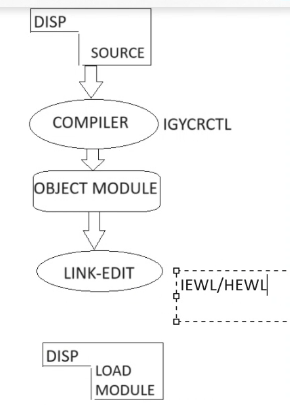 DISP
SOURCE
COMPILER
IGYCRCTL
OBJECT MODULE
LINK-EDIT
IEWL/HEWL
DISP
LOAD
MODULE